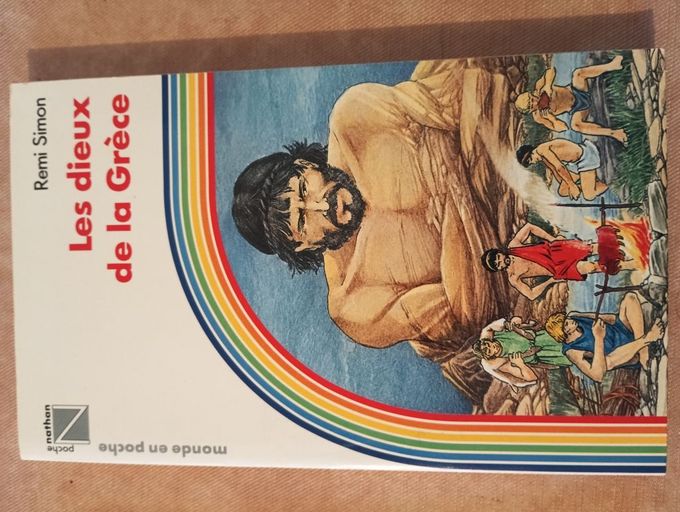 Remi Simon
Les dieux
de la Grèce
poche
nathan
monde en poche